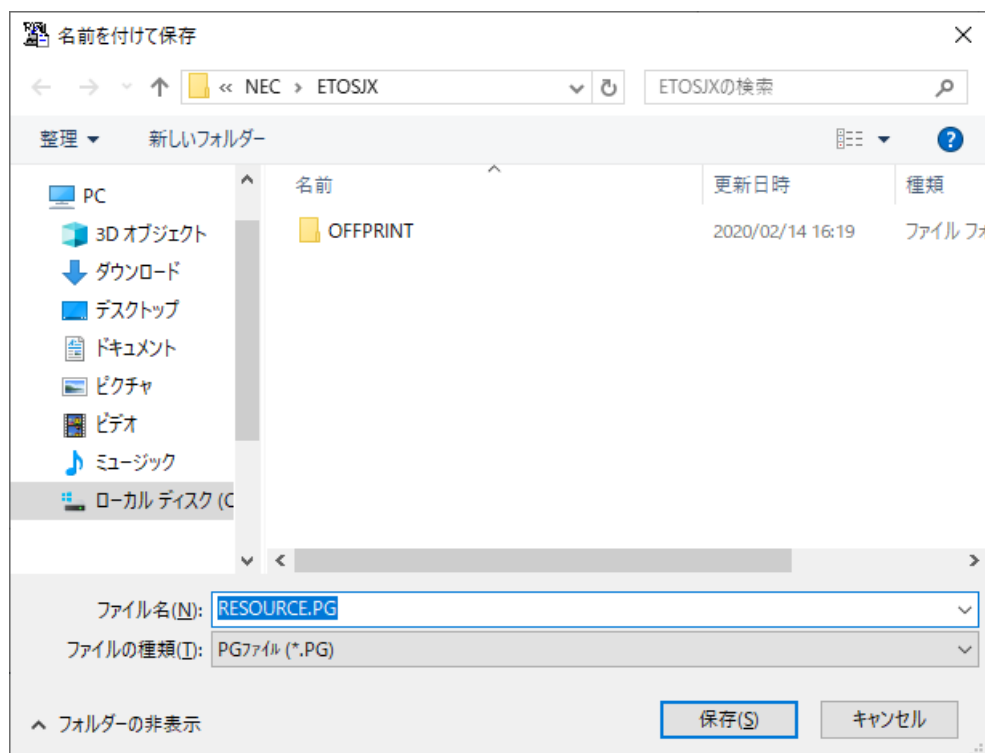 名前を付けて保存
« NEC › ETOSJX
ETOSJXの検索
整理
新しいフォルダー
PC
3D オブジェクト
ダウンロード
デスクトップ
ドキュメント
ピクチャ
ビデオ
ミュージック
ローカル ディスク (C
名前 更新日時 種類
OFFPRINT 2020/02/14 16:19 ファイル フォ
ファイル名(N): RESOURCE.PG
ファイルの種類(T): PGファイル (*.PG)
フォルダーの非表示
保存(S)
キャンセル